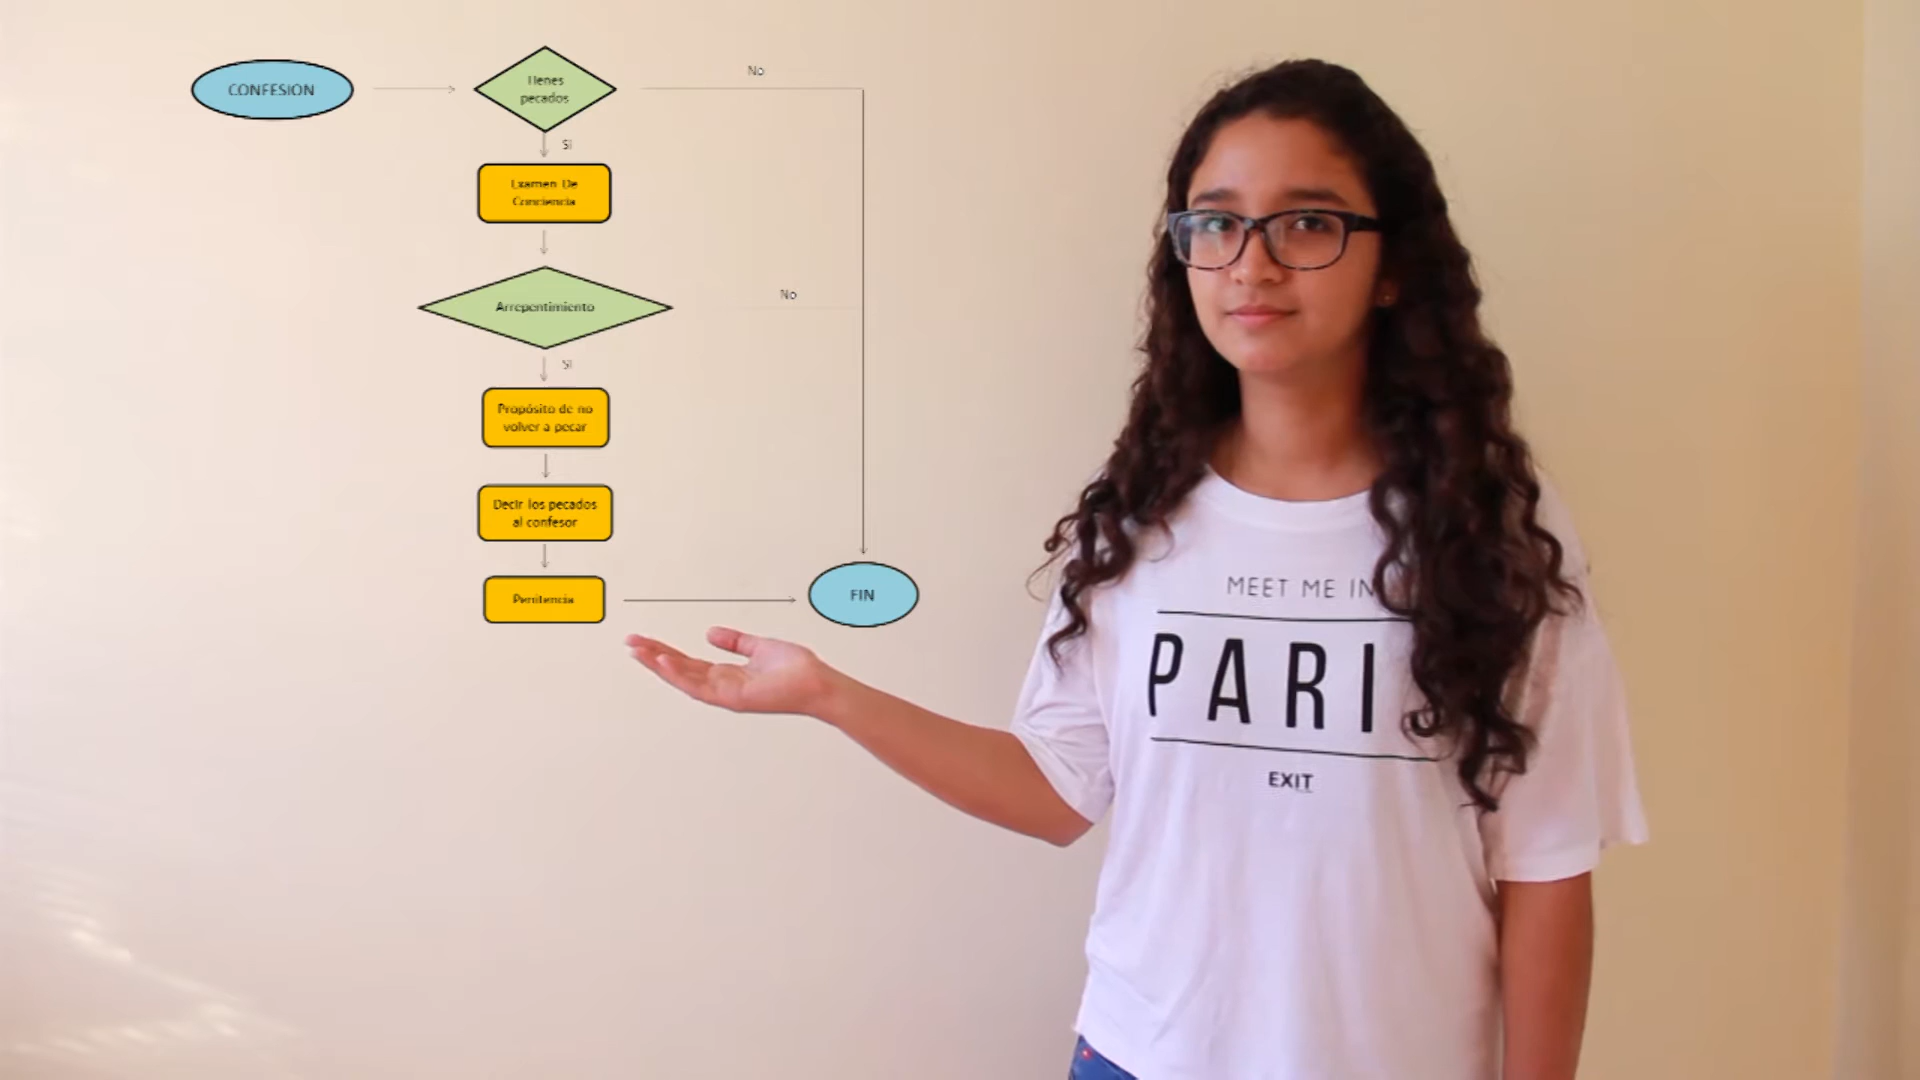 CONFESION
Tienes
pecados
No
Si
Examen De
Conciencia
Arrepentimiento
No
Si
Propósito de no
volver a pecar
Decir los pecados
al confesor
Penitencia
FIN
MEET ME IN
PARIS
EXIT